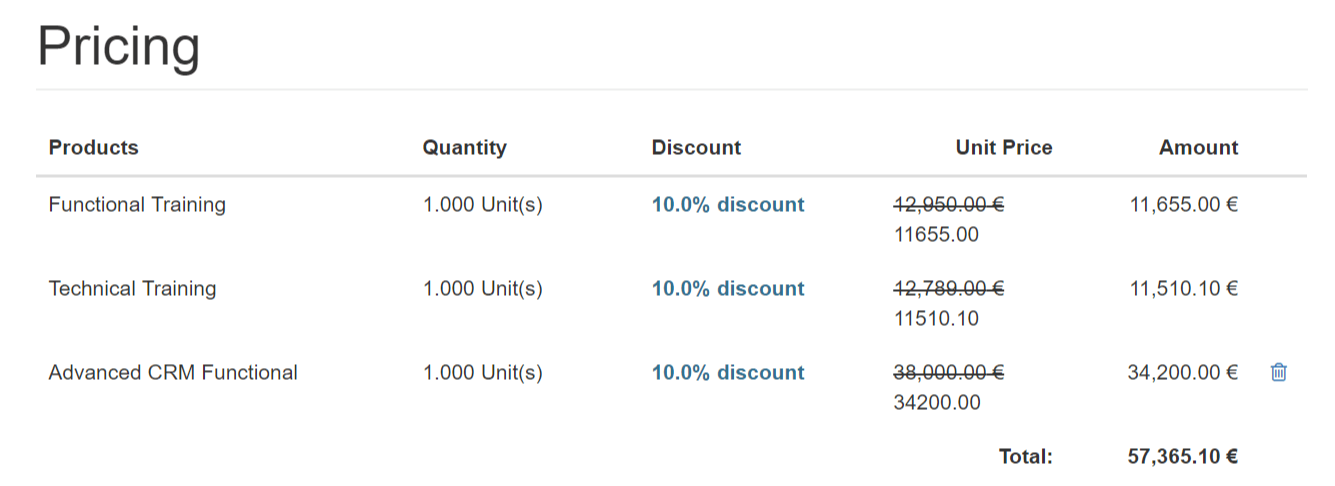 Pricing
Products Quantity Discount Unit Price Amount
Functional Training 1.000 Unit(s) 10.0% discount 12,950.00 € 11,655.00 €
11655.00
Technical Training 1.000 Unit(s) 10.0% discount 12,789.00 € 11,510.10 €
11510.10
Advanced CRM Functional 1.000 Unit(s) 10.0% discount 38,000.00 € 34,200.00 €
34200.00
Total: 57,365.10 €